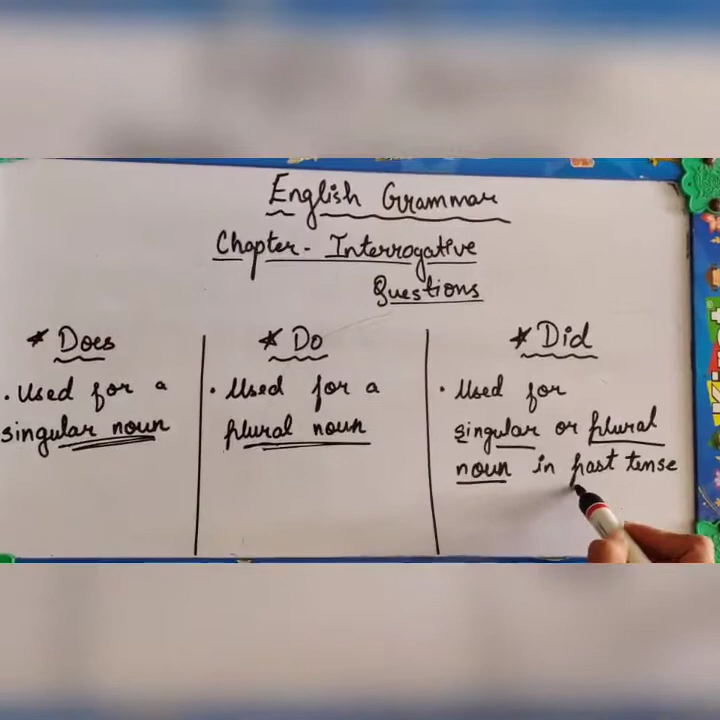 English Grammar
Chapter - Interrogative
Questions
* Does
. Used for a
singular noun
* Do
. Used for a
plural noun
* Did
. Used for
singular or plural
noun in past tense